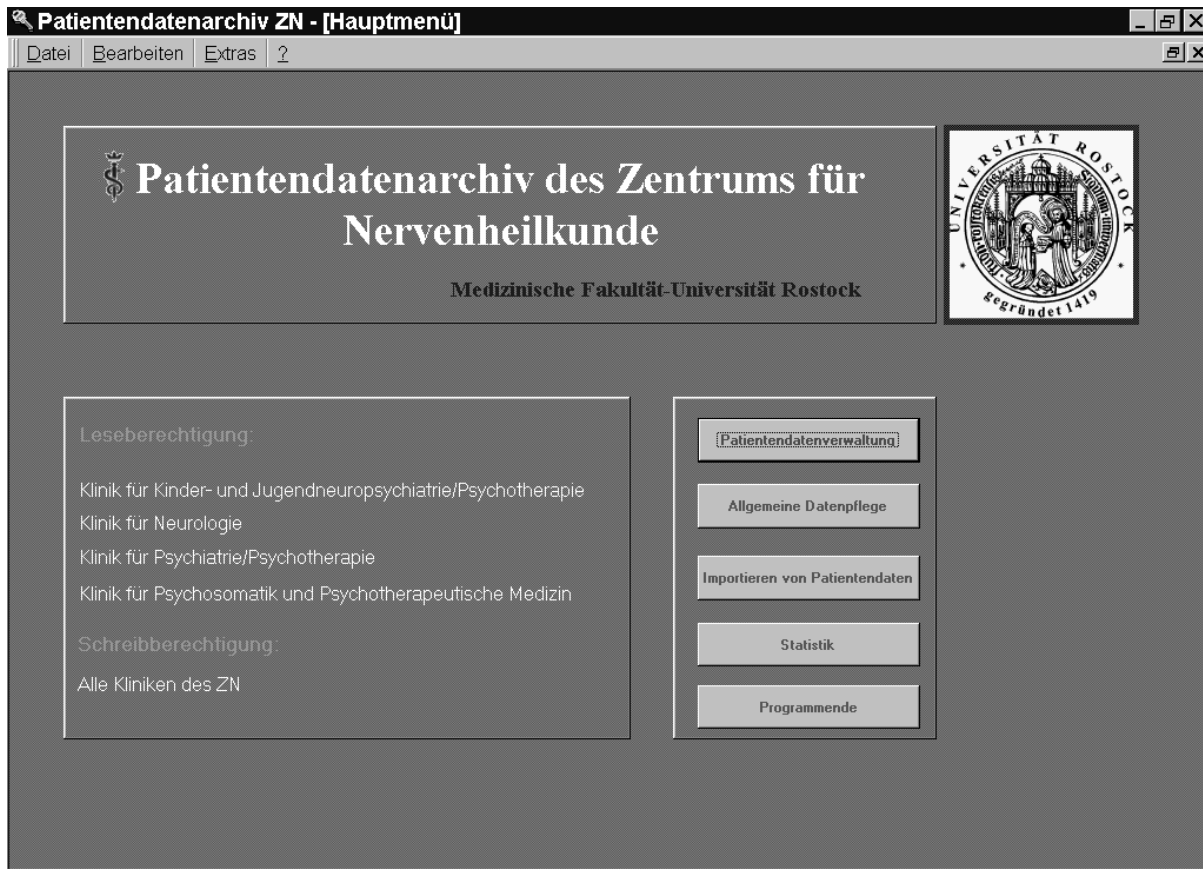 Patientendatenarchiv ZN - [Hauptmenü]
Datei Bearbeiten Extras ?
Patientendatenarchiv des Zentrums für
Nervenheilkunde
Medizinische Fakultät-Universität Rostock
UNIVERSITÄT ROSTOCK
gegründet 1419
Leseberechtigung:
Klinik für Kinder- und Jugendneuropsychiatrie/Psychotherapie
Klinik für Neurologie
Klinik für Psychiatrie/Psychotherapie
Klinik für Psychosomatik und Psychotherapeutische Medizin
Schreibberechtigung:
Alle Kliniken des ZN
Patientendatenverwaltung
Allgemeine Datenpflege
Importieren von Patientendaten
Statistik
Programmende